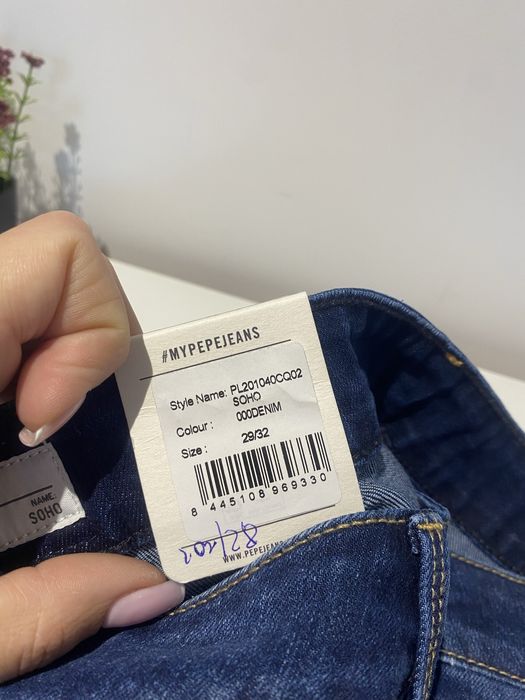 #MYPEPEJEANS
Style Name: PL201040CQ02
SOHO
Colour : 000DENIM
Size : 29/32
8 445108 969330
WWW.PEPEJEANS
NAME.
SOHO